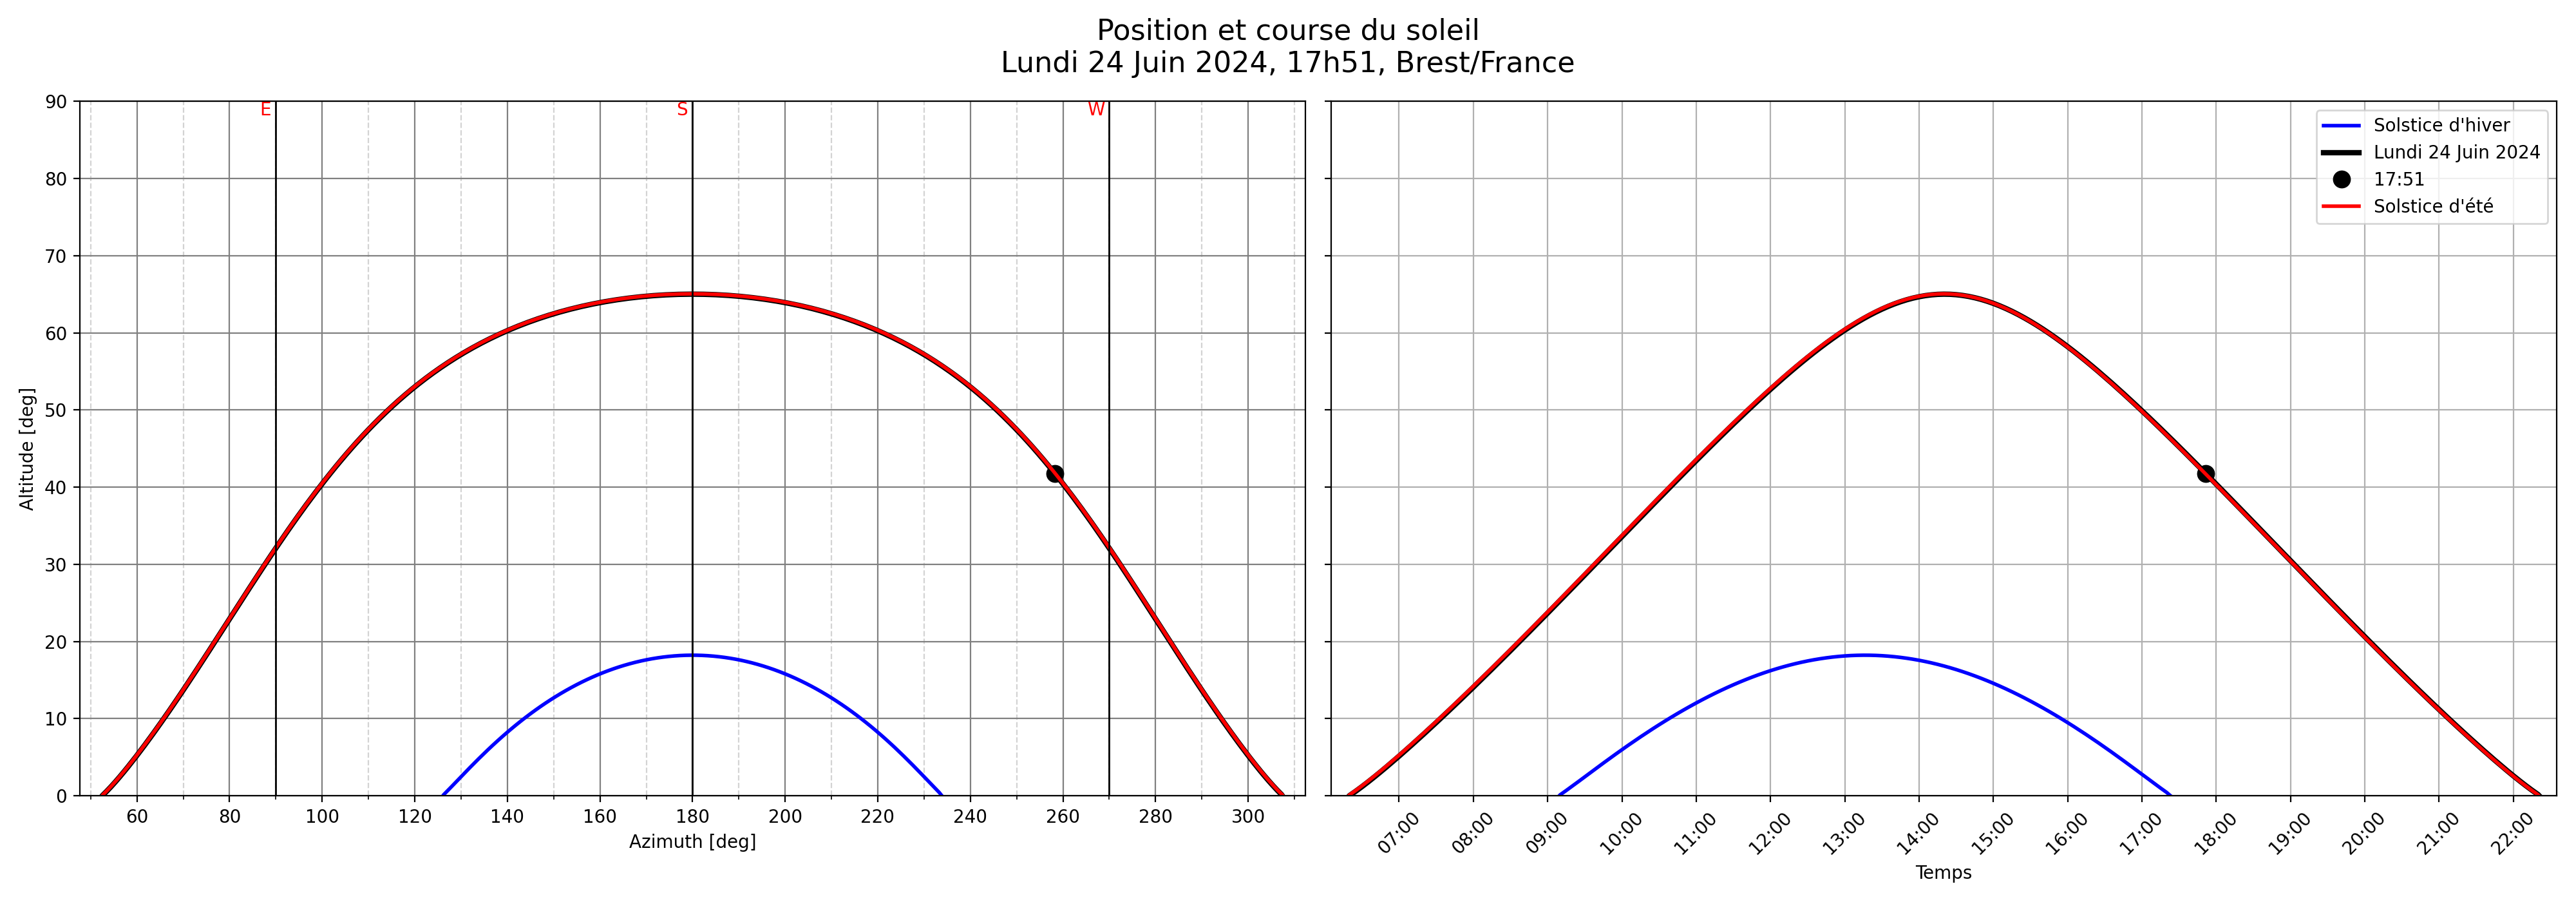 Position et course du soleil
Lundi 24 Juin 2024, 17h51, Brest/France
E
S
W
Altitude [deg]
90
80
70
60
50
40
30
20
10
0
60 80 100 120 140 160 180 200 220 240 260 280 300
Azimuth [deg]
Solstice d'hiver
Lundi 24 Juin 2024
17:51
Solstice d'été
07:00 08:00 09:00 10:00 11:00 12:00 13:00 14:00 15:00 16:00 17:00 18:00 19:00 20:00 21:00 22:00
Temps